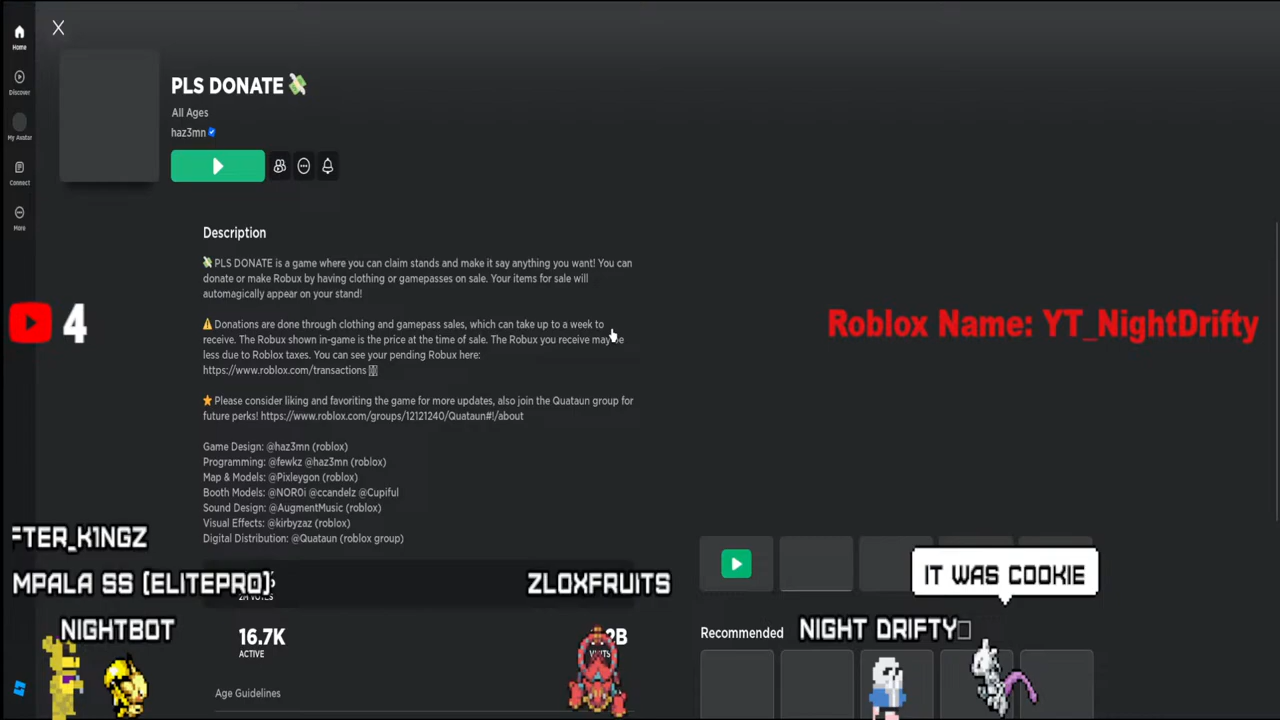 Home
Discover
My Avatar
Connect
More
PLS DONATE
All Ages
haz3mn
Description
PLS DONATE is a game where you can claim stands and make it say anything you want! You can
donate or make Robux by having clothing or gamepasses on sale. Your items for sale will
automagically appear on your stand!
Donations are done through clothing and gamepass sales, which can take up to a week to
receive. The Robux shown in-game is the price at the time of sale. The Robux you receive may be
less due to Roblox taxes. You can see your pending Robux here:
https://www.roblox.com/transactions
Please consider liking and favoriting the game for more updates, also join the Quataun group for
future perks! https://www.roblox.com/groups/12121240/Quataun#!/about
Game Design: @haz3mn (roblox)
Programming: @fewkz @haz3mn (roblox)
Map & Models: @Pixleygon (roblox)
Booth Models: @NOR0i @ccandelz @Cupiful
Sound Design: @AugmentMusic (roblox)
Visual Effects: @kirbyzaz (roblox)
Digital Distribution: @Quataun (roblox group)
4
Roblox Name: YT_NightDrifty
FTER_K1NGZ
MPALA SS [ELITEPRO]
ZLOXFRUITS
IT WAS COOKIE
NIGHTBOT
NIGHT DRIFTY
16.7K
ACTIVE
2B
VISITS
Recommended
Age Guidelines